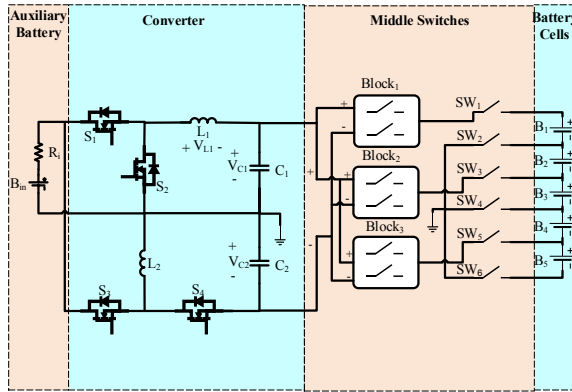 Auxiliary Battery
Converter
Middle Switches
Battery Cells
S1
L1
+ VL1 -
Ri
Bin
S2
+
VC1
-
C1
L2
+
VC2
-
C2
S3
S4
Block1
+
-
Block2
+
+
-
Block3
+
-
SW1
SW2
SW3
SW4
SW5
SW6
B1
B2
B3
B4
B5